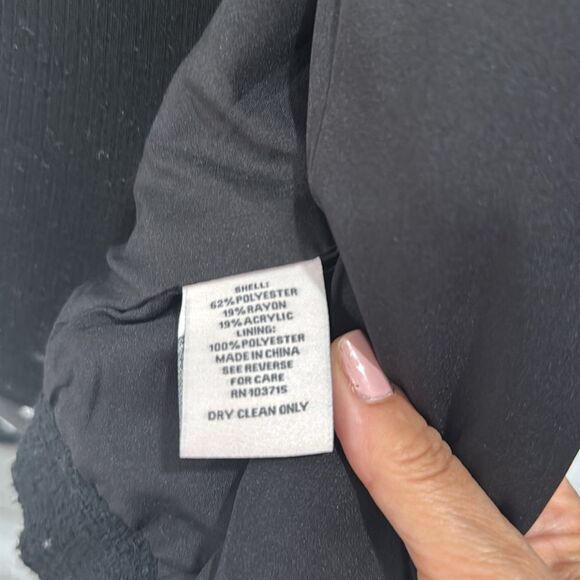 SHELL:
62% POLYESTER
19% RAYON
19% ACRYLIC
LINING:
100% POLYESTER
MADE IN CHINA
SEE REVERSE
FOR CARE
RN 103715
DRY CLEAN ONLY